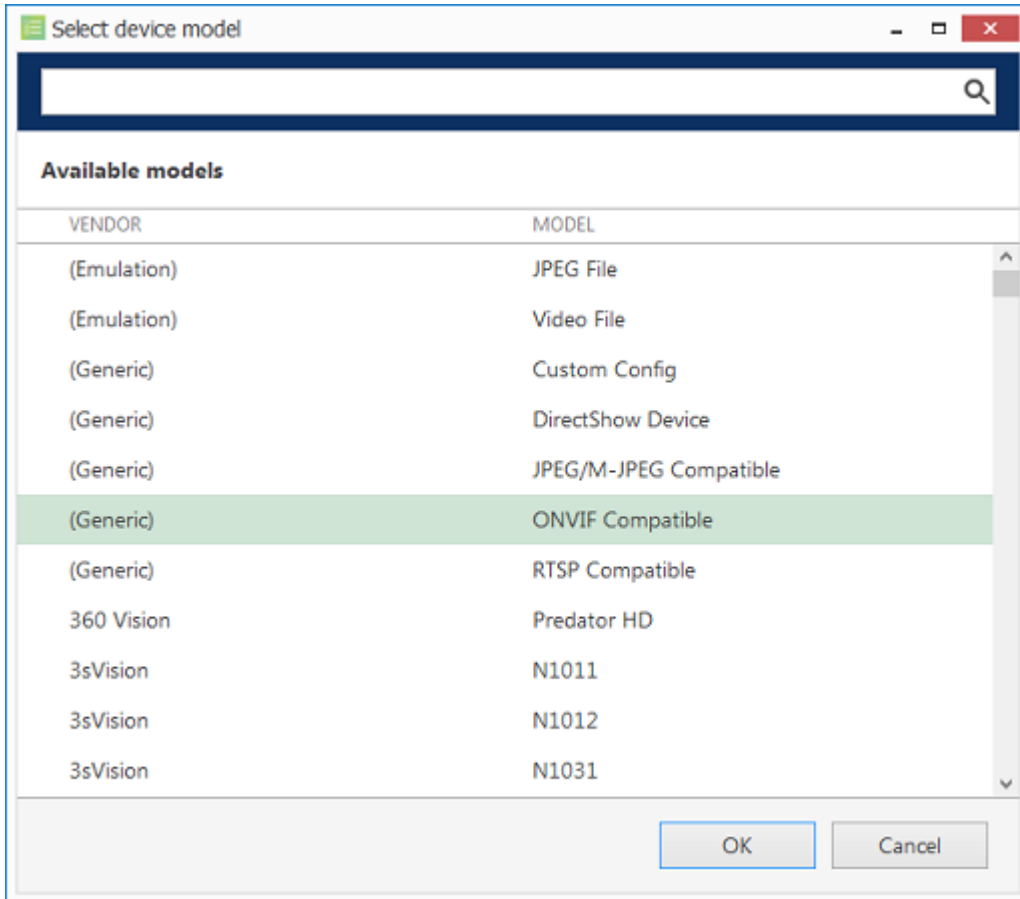 Select device model
Available models
VENDOR MODEL
(Emulation) JPEG File
(Emulation) Video File
(Generic) Custom Config
(Generic) DirectShow Device
(Generic) JPEG/M-JPEG Compatible
(Generic) ONVIF Compatible
(Generic) RTSP Compatible
360 Vision Predator HD
3sVision N1011
3sVision N1012
3sVision N1031
OK Cancel